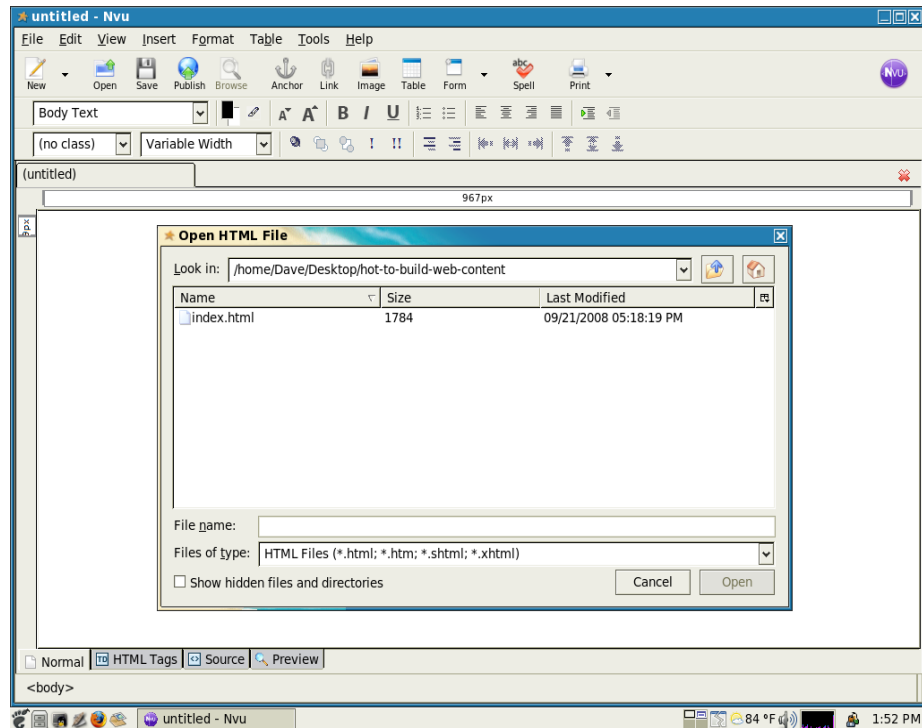 untitled - Nvu
File Edit View Insert Format Table Tools Help
New Open Save Publish Browse Anchor Link Image Table Form abc Spell Print NVU
Body Text A A B I U
(no class) Variable Width ! !!
(untitled)
967px
Open HTML File
Look in: /home/Dave/Desktop/hot-to-build-web-content
Name Size Last Modified
index.html 1784 09/21/2008 05:18:19 PM
File name:
Files of type: HTML Files (*.html; *.htm; *.shtml; *.xhtml)
Show hidden files and directories Cancel Open
Normal TD HTML Tags Source Preview
<body>
untitled - Nvu 84 °F 1:52 PM